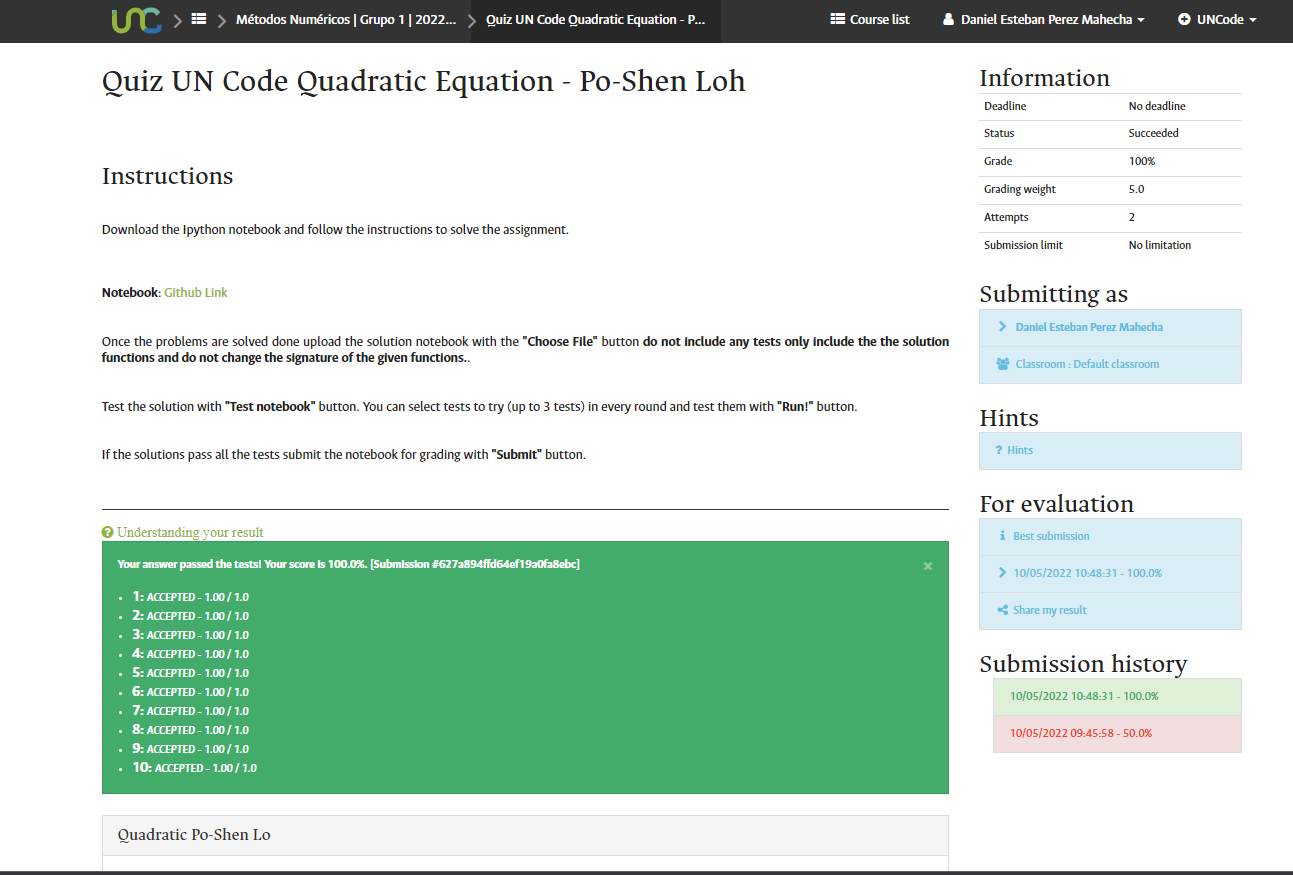 UNC
Métodos Numéricos | Grupo 1 | 2022...
Quiz UN Code Quadratic Equation - P...
Course list
Daniel Esteban Perez Mahecha
UNCode
Quiz UN Code Quadratic Equation - Po-Shen Loh
Instructions
Download the Ipython notebook and follow the instructions to solve the assignment.
Notebook: Github Link
Once the problems are solved done upload the solution notebook with the "Choose File" button do not include any tests only include the the solution
functions and do not change the signature of the given functions..
Test the solution with "Test notebook" button. You can select tests to try (up to 3 tests) in every round and test them with "Run!" button.
If the solutions pass all the tests submit the notebook for grading with "Submit" button.
Understanding your result
Your answer passed the tests! Your score is 100.0%. [Submission #627a894ffd64ef19a0fa8ebc]
×
• 1: ACCEPTED - 1.00 / 1.0
• 2: ACCEPTED - 1.00 / 1.0
• 3: ACCEPTED - 1.00 / 1.0
• 4: ACCEPTED - 1.00 / 1.0
• 5: ACCEPTED - 1.00 / 1.0
• 6: ACCEPTED - 1.00 / 1.0
• 7: ACCEPTED - 1.00 / 1.0
• 8: ACCEPTED - 1.00 / 1.0
• 9: ACCEPTED - 1.00 / 1.0
• 10: ACCEPTED - 1.00 / 1.0
Quadratic Po-Shen Lo
Information
Deadline No deadline
Status Succeeded
Grade 100%
Grading weight 5.0
Attempts 2
Submission limit No limitation
Submitting as
Daniel Esteban Perez Mahecha
Classroom : Default classroom
Hints
? Hints
For evaluation
Best submission
10/05/2022 10:48:31 - 100.0%
Share my result
Submission history
10/05/2022 10:48:31 - 100.0%
10/05/2022 09:45:58 - 50.0%